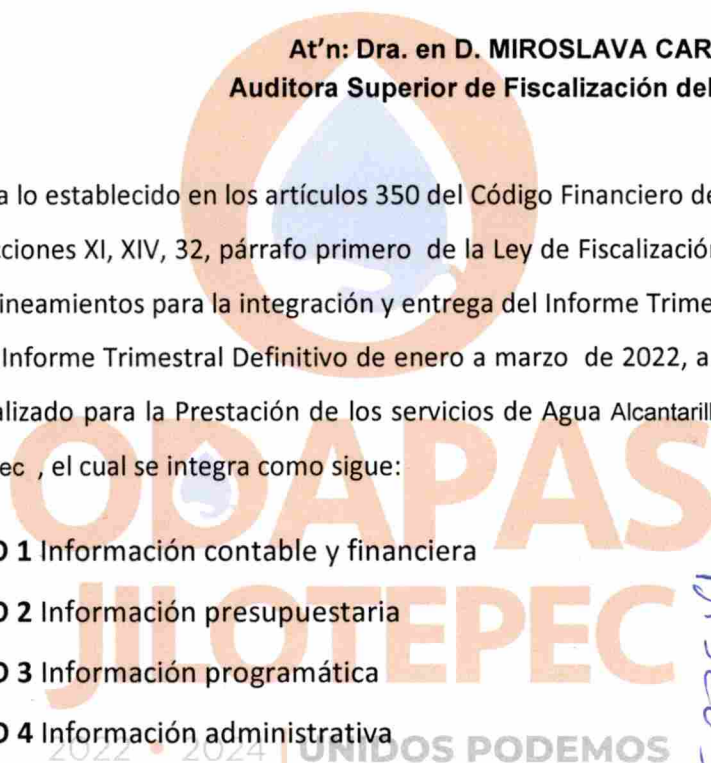 At'n: Dra. en D. MIROSLAVA CAR
Auditora Superior de Fiscalización del
a lo establecido en los artículos 350 del Código Financiero de
cciones XI, XIV, 32, párrafo primero de la Ley de Fiscalización
ineamientos para la integración y entrega del Informe Trime
Informe Trimestral Definitivo de enero a marzo de 2022, a
alizado para la Prestación de los servicios de Agua Alcantarill
ec , el cual se integra como sigue:
O 1 Información contable y financiera
O 2 Información presupuestaria
O 3 Información programática
O 4 Información administrativa
ODAPAS
JILOTEPEC
2022 • 2024 | UNIDOS PODEMOS